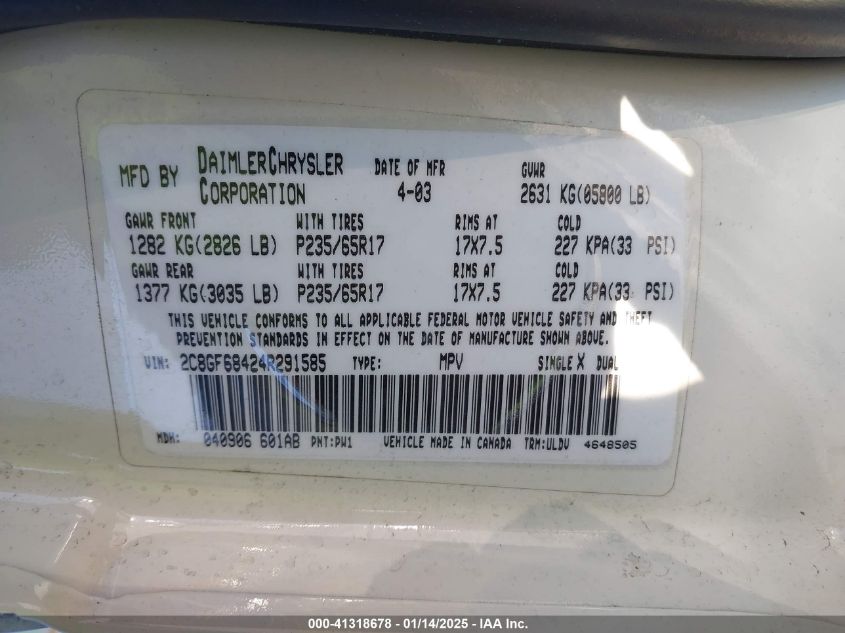 MFD BY DAIMLERCHRYSLER CORPORATION DATE OF MFR 4-03 GVWR 2631 KG(05800 LB)
GAWR FRONT WITH TIRES RIMS AT COLD
1282 KG(2826 LB) P235/65R17 17X7.5 227 KPA(33 PSI)
GAWR REAR WITH TIRES RIMS AT COLD
1377 KG(3035 LB) P235/65R17 17X7.5 227 KPA(33 PSI)
THIS VEHICLE CONFORMS TO ALL APPLICABLE FEDERAL MOTOR VEHICLE SAFETY AND THEFT
PREVENTION STANDARDS IN EFFECT ON THE DATE OF MANUFACTURE SHOWN ABOVE.
VIN: 2C8GF68424R291585 TYPE: MPV SINGLE X DUAL
MDH: 040906 601AB PNT:PW1 VEHICLE MADE IN CANADA TRM:ULDV 4648505
000-41318678 - 01/14/2025 - IAA Inc.